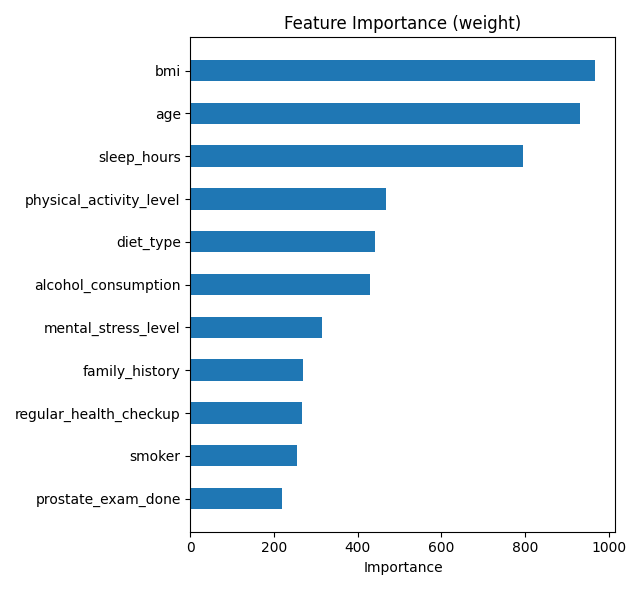 Feature Importance (weight)
bmi
age
sleep_hours
physical_activity_level
diet_type
alcohol_consumption
mental_stress_level
family_history
regular_health_checkup
smoker
prostate_exam_done
0 200 400 600 800 1000
Importance